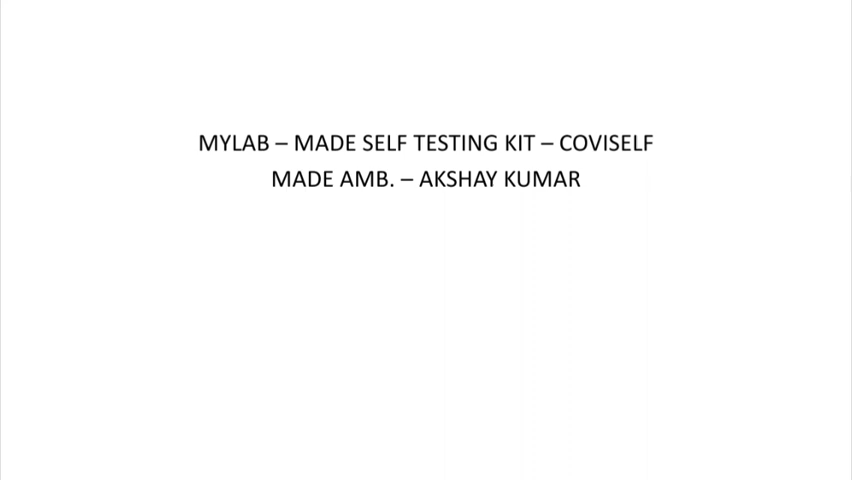 MYLAB – MADE SELF TESTING KIT – COVISELF
MADE AMB. – AKSHAY KUMAR